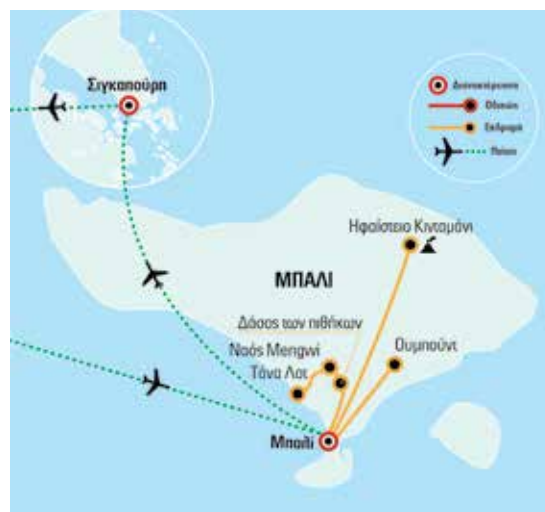 Σιγκαπούρη
Διανυκτέρευση
Οδικώς
Εκδρομή
Πτήση
Ηφαίστειο Κινταμάνι
ΜΠΑΛΙ
Δάσος των πιθήκων
Ναός Mengwi
Ουμπούντ
Τάνα Λοτ
Μπαλί